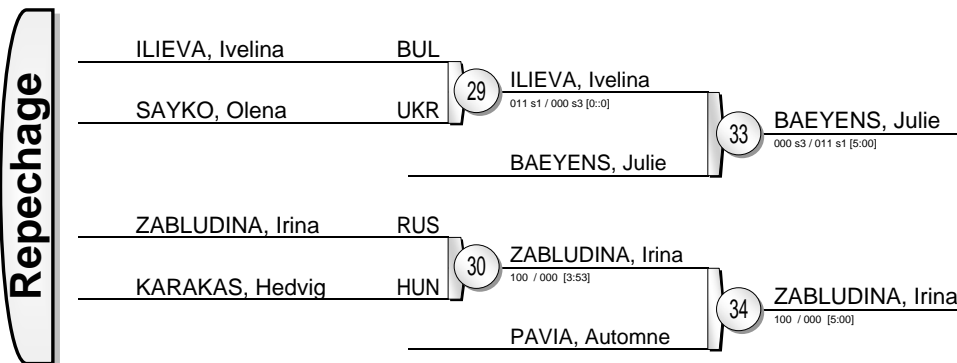 Repechage
ILIEVA, Ivelina BUL
SAYKO, Olena UKR
29
ILIEVA, Ivelina
011 s1 / 000 s3 [0::0]
BAEYENS, Julie
33
BAEYENS, Julie
000 s3 / 011 s1 [5:00]
ZABLUDINA, Irina RUS
KARAKAS, Hedvig HUN
30
ZABLUDINA, Irina
100 / 000 [3:53]
PAVIA, Automne
34
ZABLUDINA, Irina
100 / 000 [5:00]